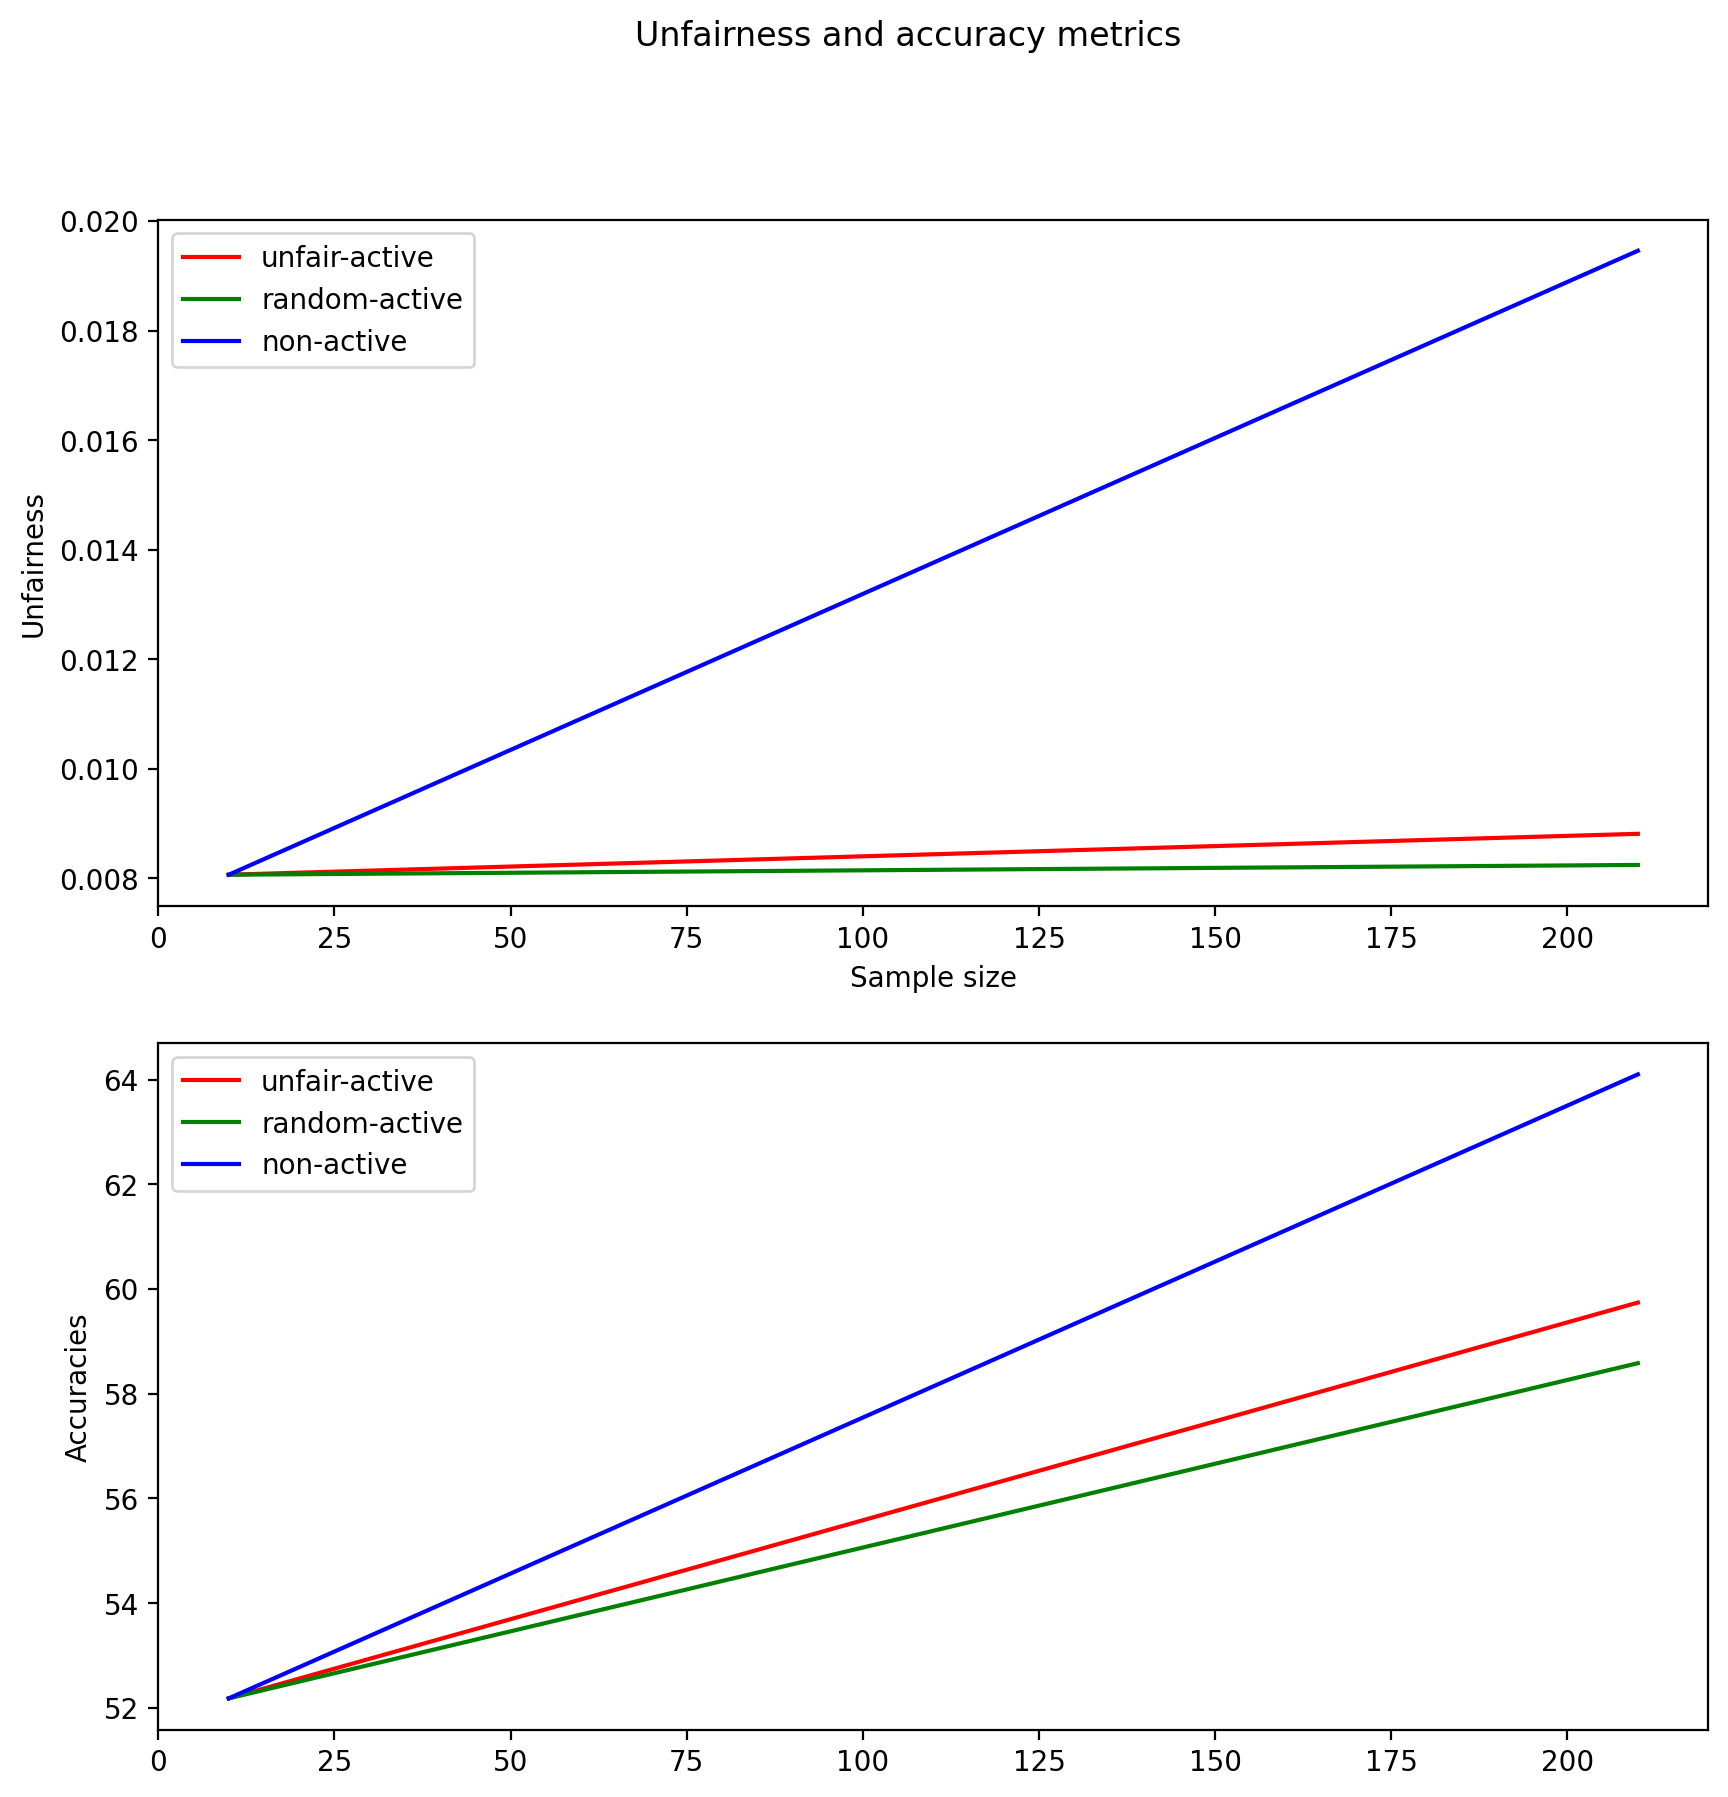 Unfairness and accuracy metrics
0.020
0.018
0.016
0.014
0.012
0.010
0.008
Unfairness
unfair-active
random-active
non-active
0 25 50 75 100 125 150 175 200
Sample size
64
62
60
58
56
54
52
Accuracies
unfair-active
random-active
non-active
0 25 50 75 100 125 150 175 200